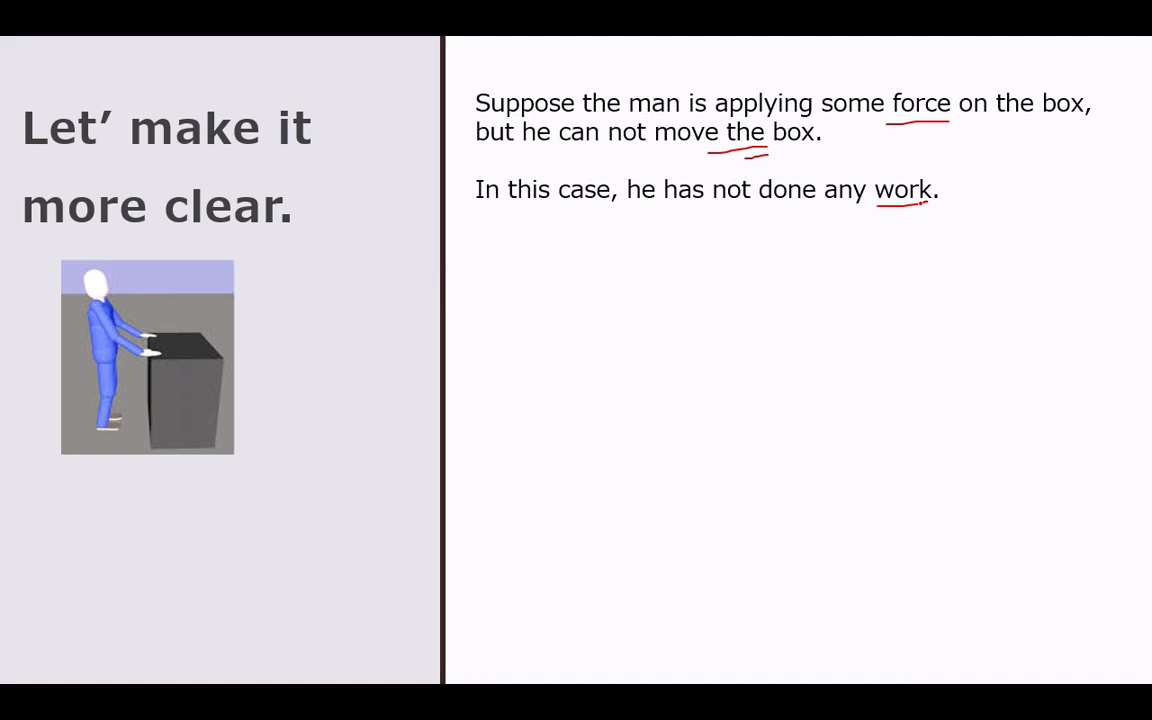 Let’ make it
more clear.
Suppose the man is applying some force on the box,
but he can not move the box.
In this case, he has not done any work.